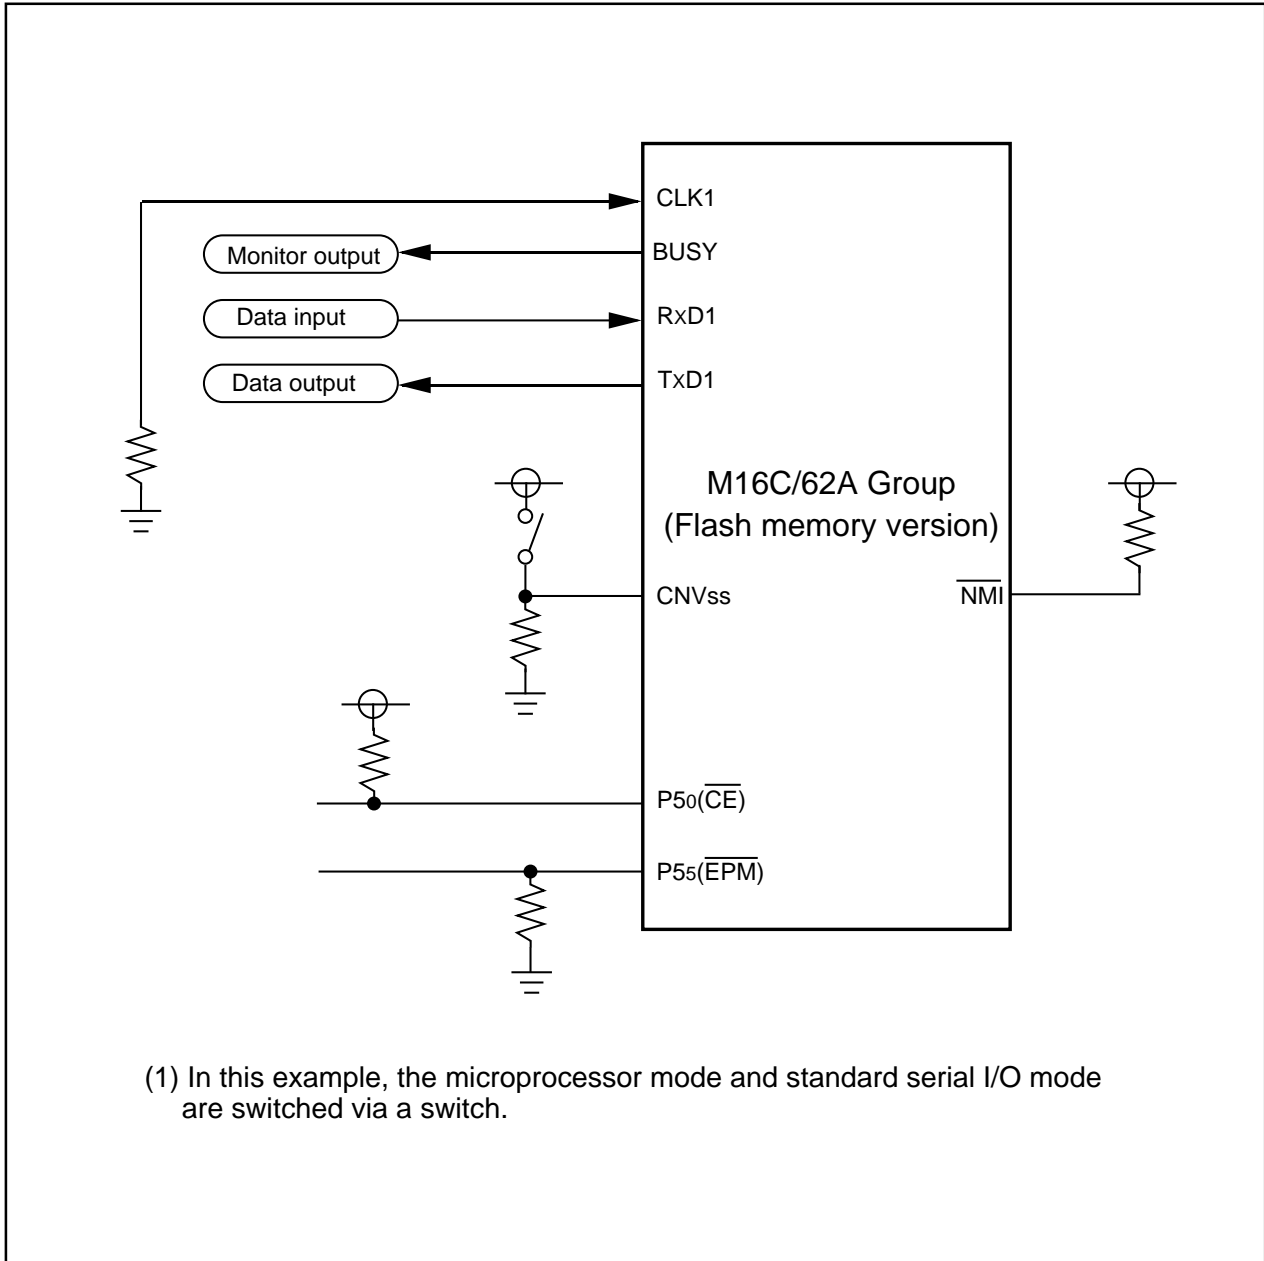 CLK1
Monitor output
BUSY
Data input
RxD1
Data output
TxD1
M16C/62A Group
(Flash memory version)
CNVss
NMI
P50(CE)
P55(EPM)
(1) In this example, the microprocessor mode and standard serial I/O mode
are switched via a switch.